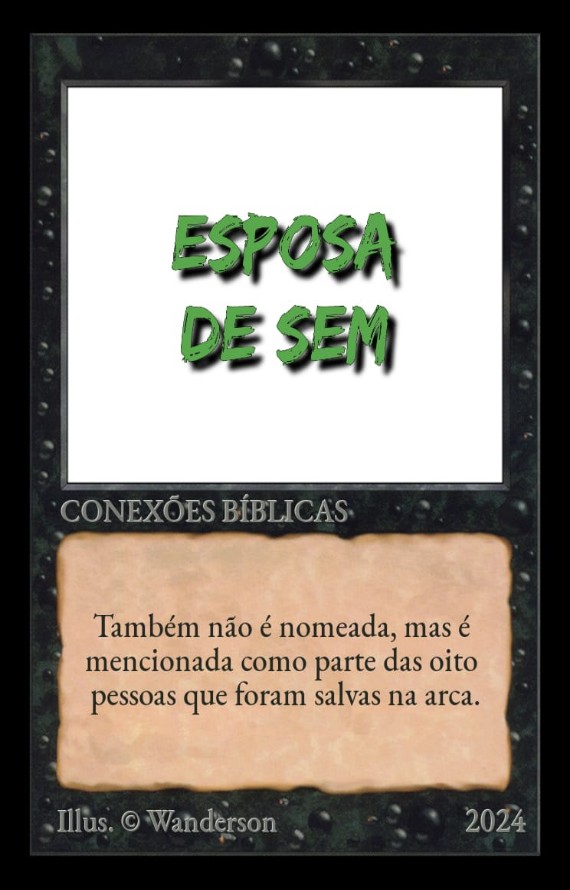 ESPOSA
DE SEM
CONEXÕES BÍBLICAS
Também não é nomeada, mas é
mencionada como parte das oito
pessoas que foram salvas na arca.
Illus. © Wanderson
2024